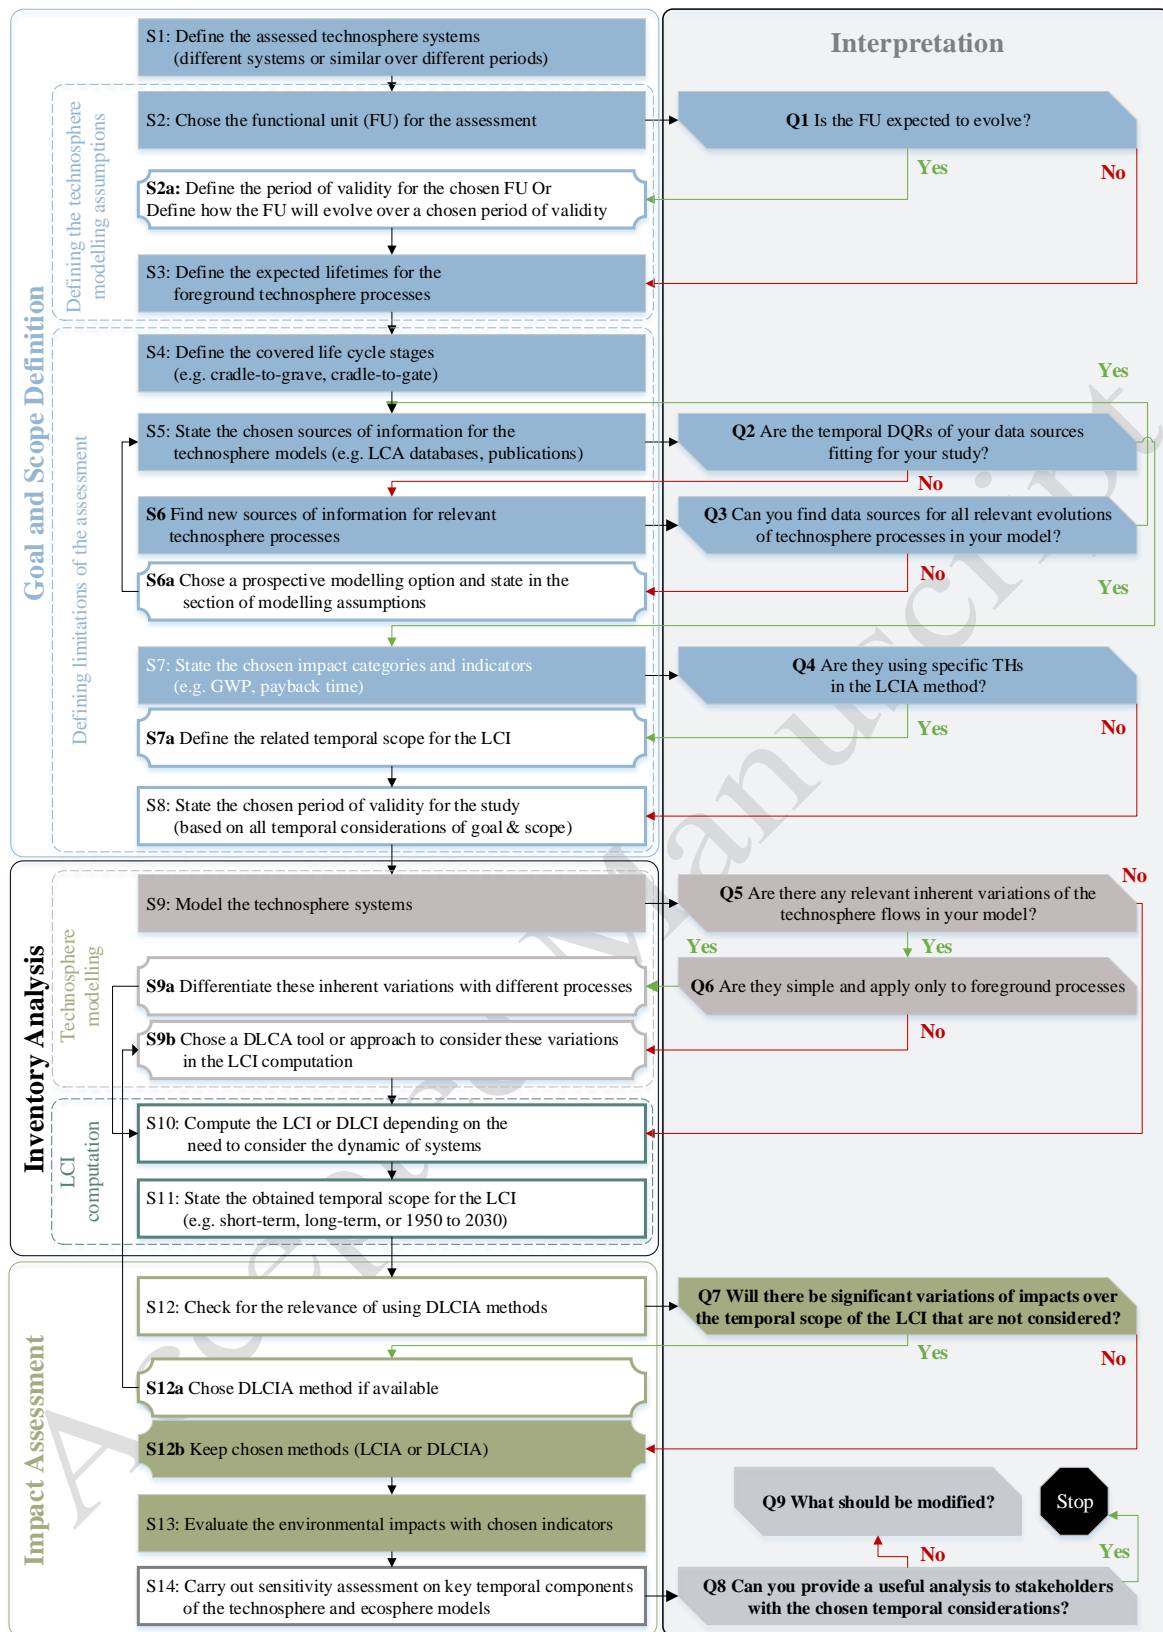 Interpretation
Goal and Scope Definition
Defining the technosphere
modelling assumptions
S1: Define the assessed technosphere systems
(different systems or similar over different periods)
S2: Chose the functional unit (FU) for the assessment
Q1 Is the FU expected to evolve?
Yes
No
S2a: Define the period of validity for the chosen FU Or
Define how the FU will evolve over a chosen period of validity
S3: Define the expected lifetimes for the
foreground technosphere processes
Defining limitations of the assessment
S4: Define the covered life cycle stages
(e.g. cradle-to-grave, cradle-to-gate)
Yes
S5: State the chosen sources of information for the
technosphere models (e.g. LCA databases, publications)
Q2 Are the temporal DQRs of your data sources
fitting for your study?
No
S6 Find new sources of information for relevant
technosphere processes
Q3 Can you find data sources for all relevant evolutions
of technosphere processes in your model?
No
Yes
S6a Chose a prospective modelling option and state in the
section of modelling assumptions
S7: State the chosen impact categories and indicators
(e.g. GWP, payback time)
Q4 Are they using specific THs
in the LCIA method?
Yes
No
S7a Define the related temporal scope for the LCI
S8: State the chosen period of validity for the study
(based on all temporal considerations of goal & scope)
Inventory Analysis
Technosphere
modelling
S9: Model the technosphere systems
Q5 Are there any relevant inherent variations of the
technosphere flows in your model?
No
Yes
Yes
S9a Differentiate these inherent variations with different processes
Q6 Are they simple and apply only to foreground processes
No
S9b Chose a DLCA tool or approach to consider these variations
in the LCI computation
LCI
computation
S10: Compute the LCI or DLCI depending on the
need to consider the dynamic of systems
S11: State the obtained temporal scope for the LCI
(e.g. short-term, long-term, or 1950 to 2030)
Impact Assessment
S12: Check for the relevance of using DLCIA methods
Q7 Will there be significant variations of impacts over
the temporal scope of the LCI that are not considered?
Yes
No
S12a Chose DLCIA method if available
S12b Keep chosen methods (LCIA or DLCIA)
S13: Evaluate the environmental impacts with chosen indicators
Q9 What should be modified?
Stop
No
Yes
S14: Carry out sensitivity assessment on key temporal components
of the technosphere and ecosphere models
Q8 Can you provide a useful analysis to stakeholders
with the chosen temporal considerations?
Accepted Manuscript